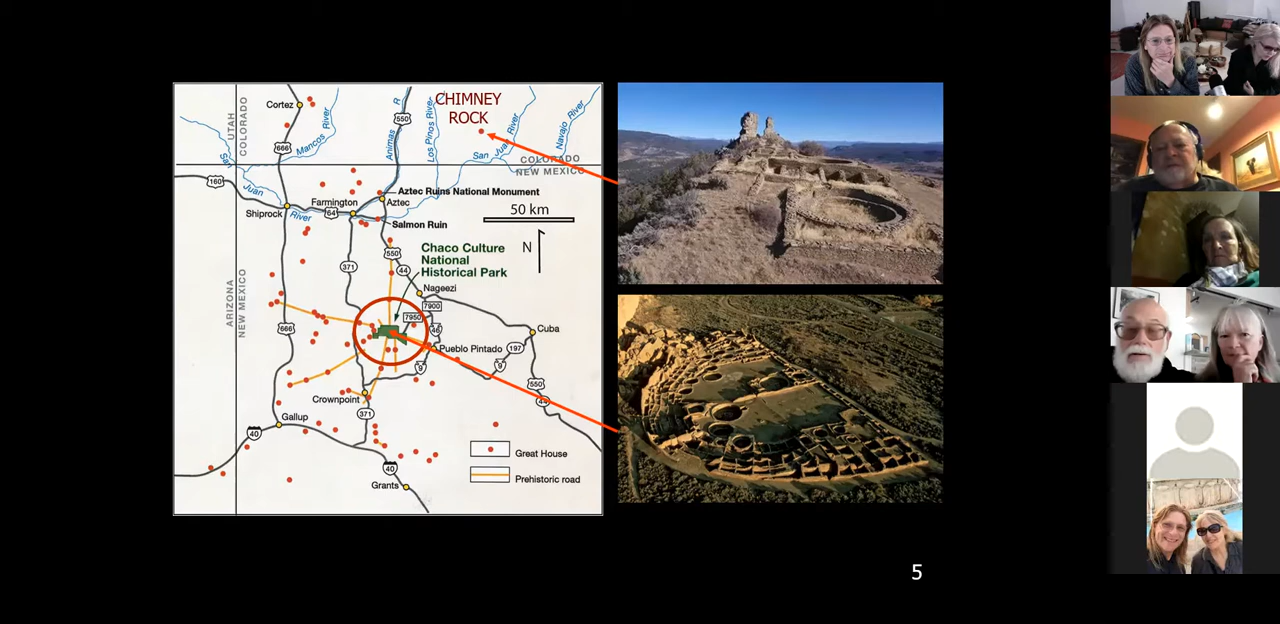 CHIMNEY
ROCK
Cortez
UTAH
COLORADO
666
Mancos River
Animas R
550
Los Pinos River
San Juan River
Navajo River
COLORADO
NEW MEXICO
160
San Juan River
Aztec Ruins National Monument
Farmington
Aztec
Shiprock
64
Salmon Ruin
50 km
N
Chaco Culture
National
Historical Park
550
371
44
Nageezi
ARIZONA
NEW MEXICO
7900
7950
46
666
Cuba
Pueblo Pintado
197
9
9
550
44
Crownpoint
371
Gallup
40
40
Great House
Prehistoric road
Grants
5